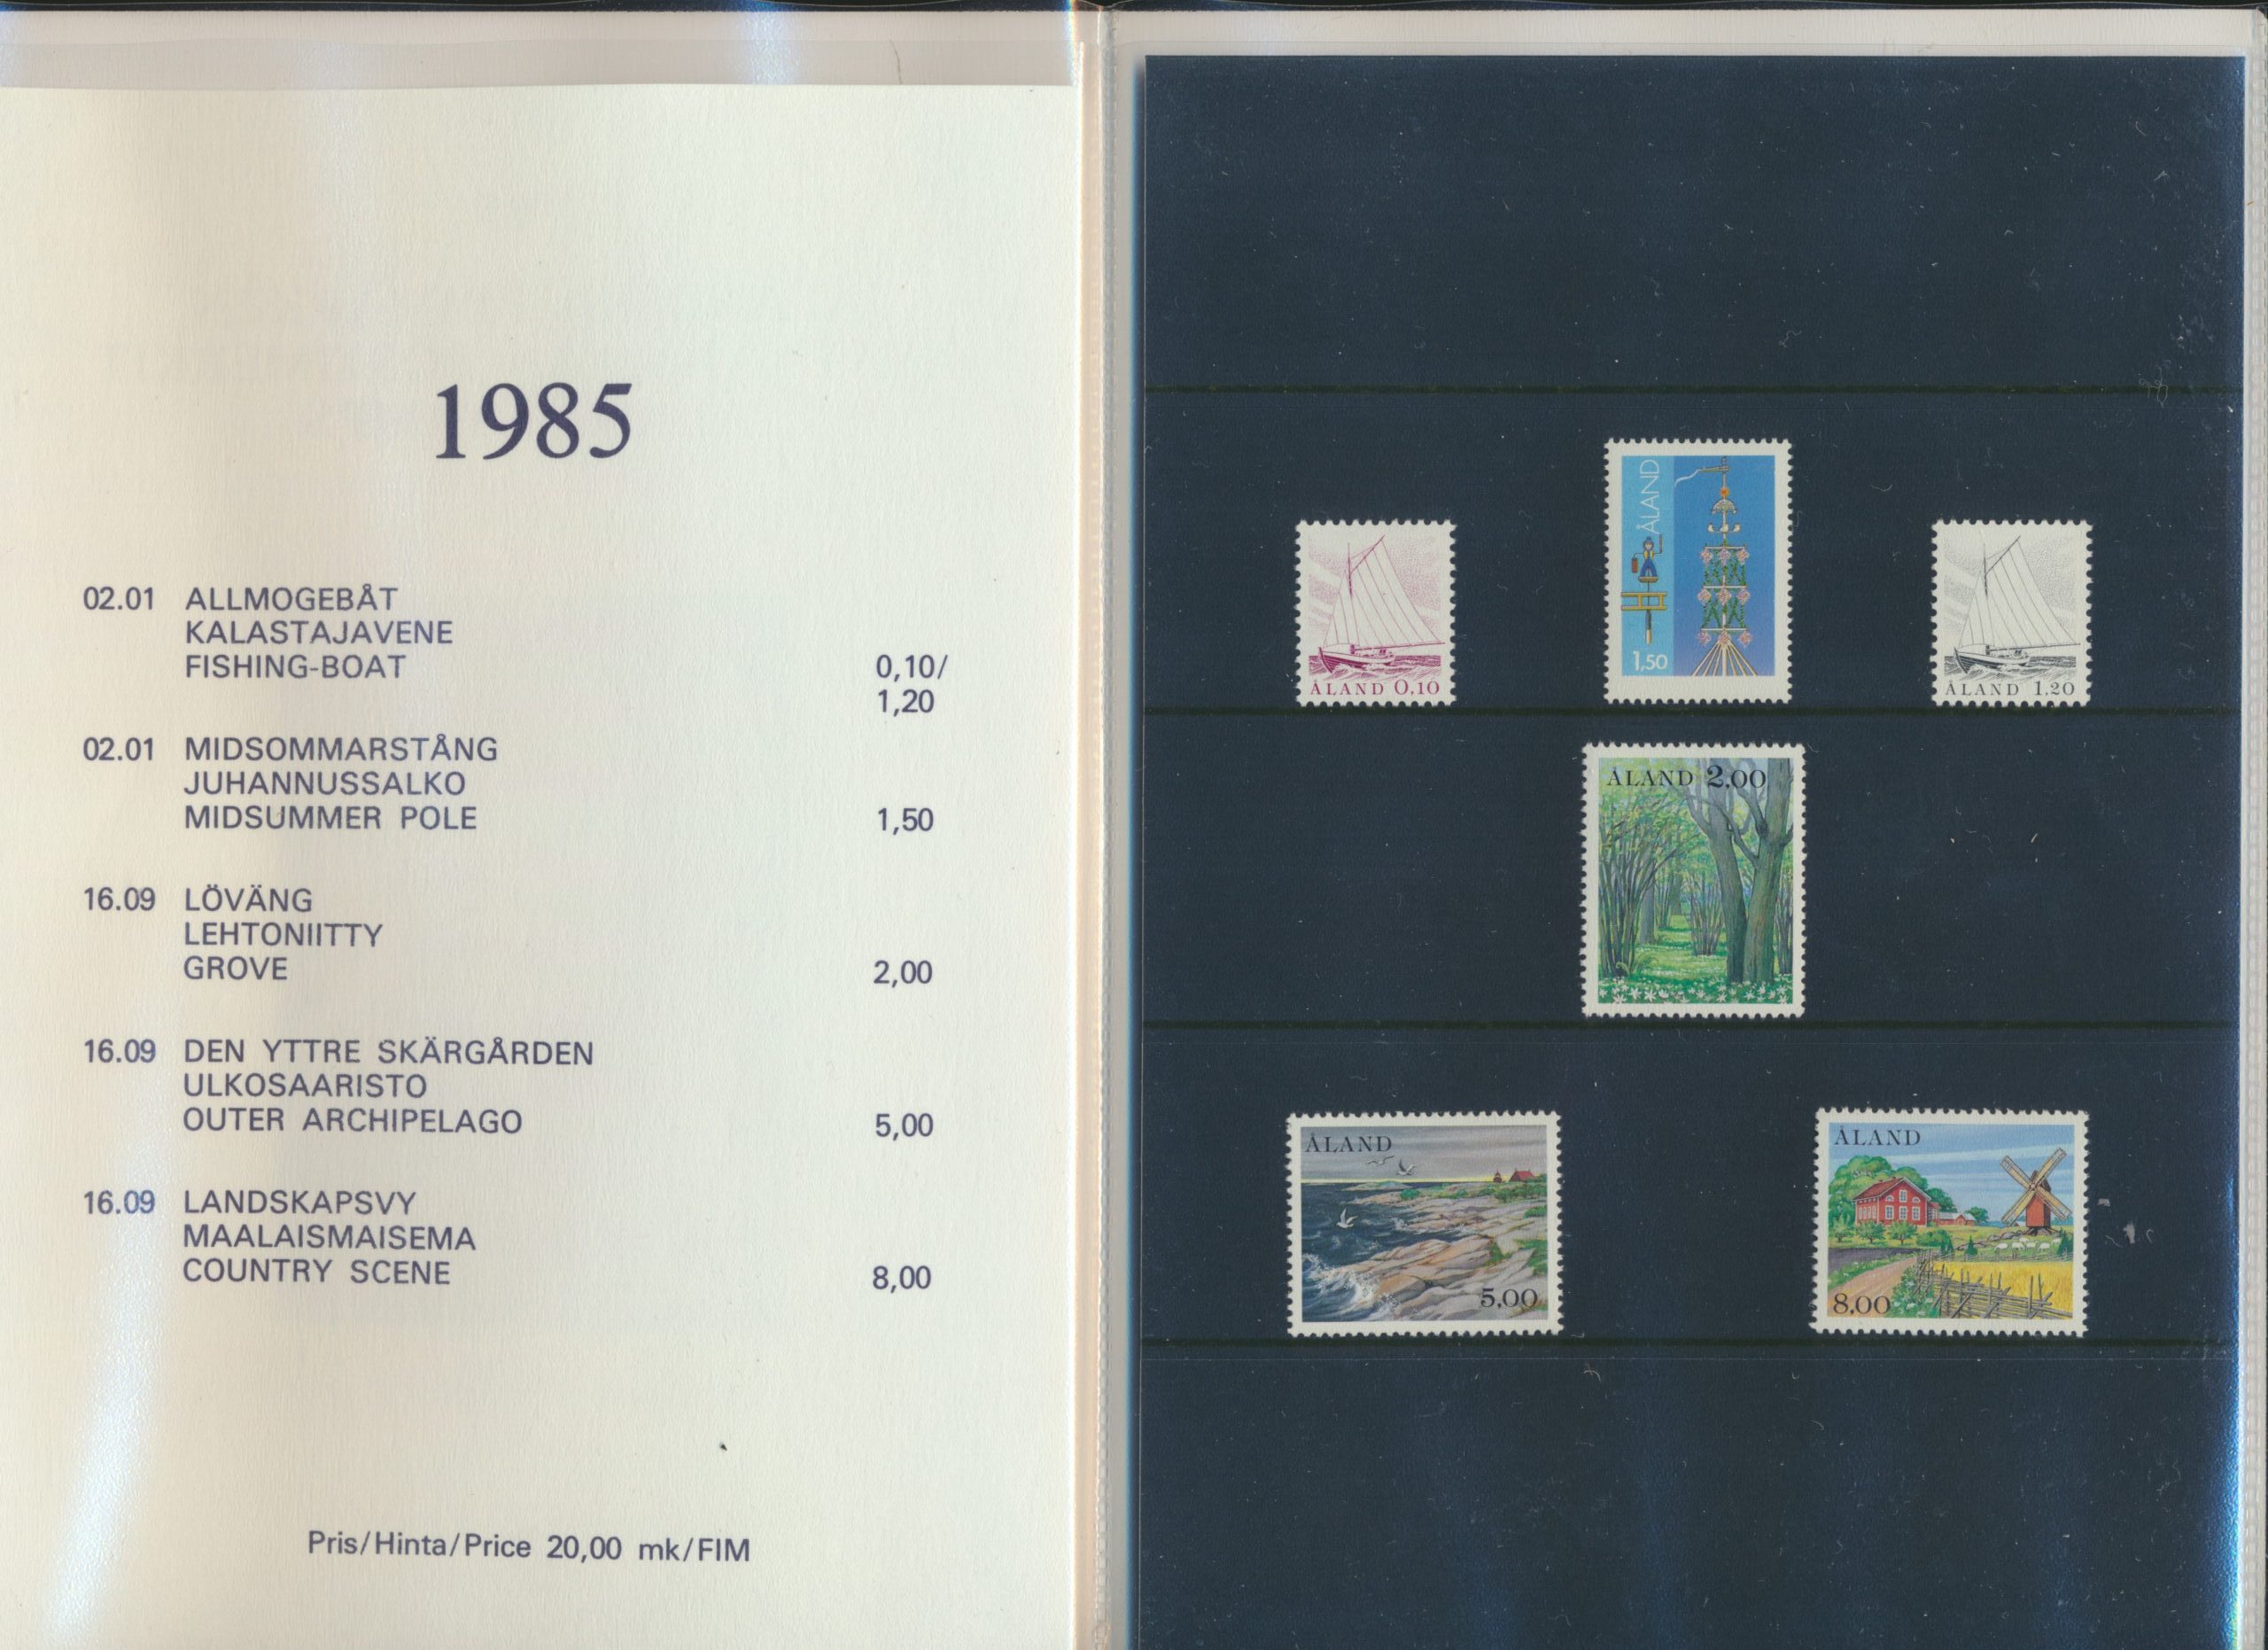 1985
02.01 ALLMOGEBÅT
KALASTAJAVENE
FISHING-BOAT 0,10/
1,20
02.01 MIDSOMMARSTÅNG
JUHANNUSSALKO
MIDSUMMER POLE 1,50
16.09 LÖVÄNG
LEHTONIITTY
GROVE 2,00
16.09 DEN YTTRE SKÄRGÅRDEN
ULKOSAARISTO
OUTER ARCHIPELAGO 5,00
16.09 LANDSKAPSVY
MAALAISMAISEMA
COUNTRY SCENE 8,00
Pris/Hinta/Price 20,00 mk/FIM
ÅLAND 0,10
ÅLAND
1,50
ÅLAND 1,20
ÅLAND 2,00
ÅLAND
5,00
ÅLAND
8,00